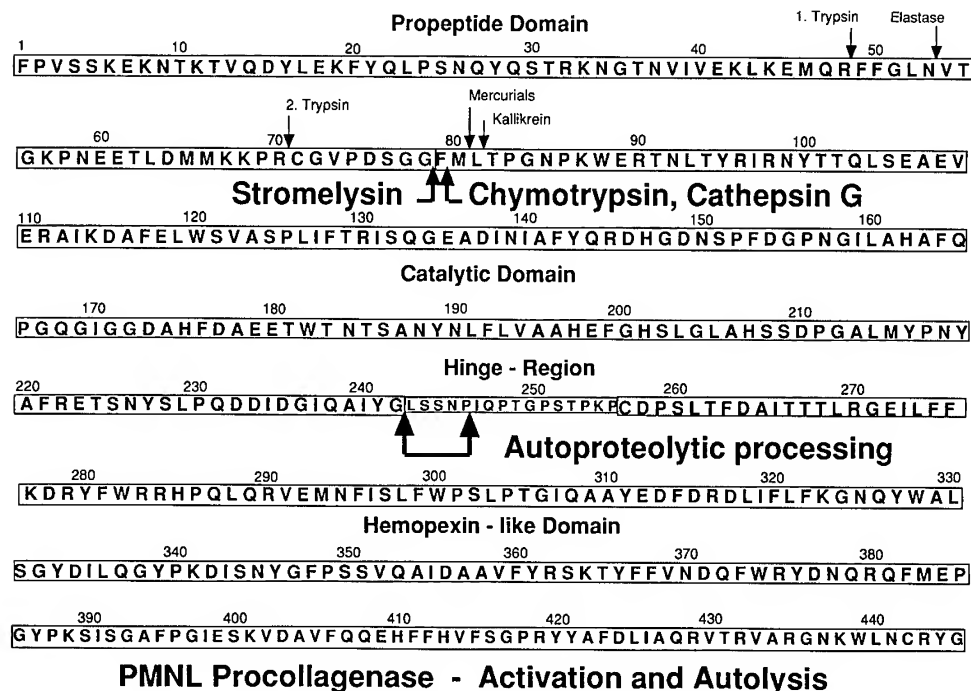 Propeptide Domain
1. Trypsin Elastase
1 10 20 30 40 50
FPVSSKEKNTKTVQDYLEKFYQLPSNQYQSTRKNGTNVIVEKLKEMQRFFGLNVT
Mercurials
2. Trypsin
Kallikrein
60 70 80 90 100
GKPNEETLDMMKKPRCGVPDSGGFMLTPGNPKWERTNLTYRIRNYTTQLSEAEV
Stromelysin Chymotrypsin, Cathepsin G
110 120 130 140 150 160
ERAIKDAFELWSVASPLIFTRISQGEADINIAFYQRDHGDNSPFDGPNGILAHAFQ
Catalytic Domain
170 180 190 200 210
PGQGIGGDAHFDAEETWTNTSANYNLFLVAAHEFGHSLGLAHSSDPGALMYPNY
Hinge - Region
220 230 240 250 260 270
AFRETSNYSLPQDDIDGIQAIYGLSSNPIQPTGPSTPKPCDPSLTFDAITTTLRGEILFF
Autoproteolytic processing
280 290 300 310 320 330
KDRYFWRRHPQLQRVEMNFISLFWPSLPTGIQAAYEDFDRDLIFLFKGNQYWAL
Hemopexin - like Domain
340 350 360 370 380
SGYDILQGYPKDISNYGFPSSVQAIDAAVFYRSKTYFFVNDQFWRYDNQRQFMEP
390 400 410 420 430 440
GYPKSISGAFPGIESKVDAVFQQEHFFHVFSGPRYYAFDLIAQRVTRVARGNKWLNCRYG
PMNL Procollagenase - Activation and Autolysis